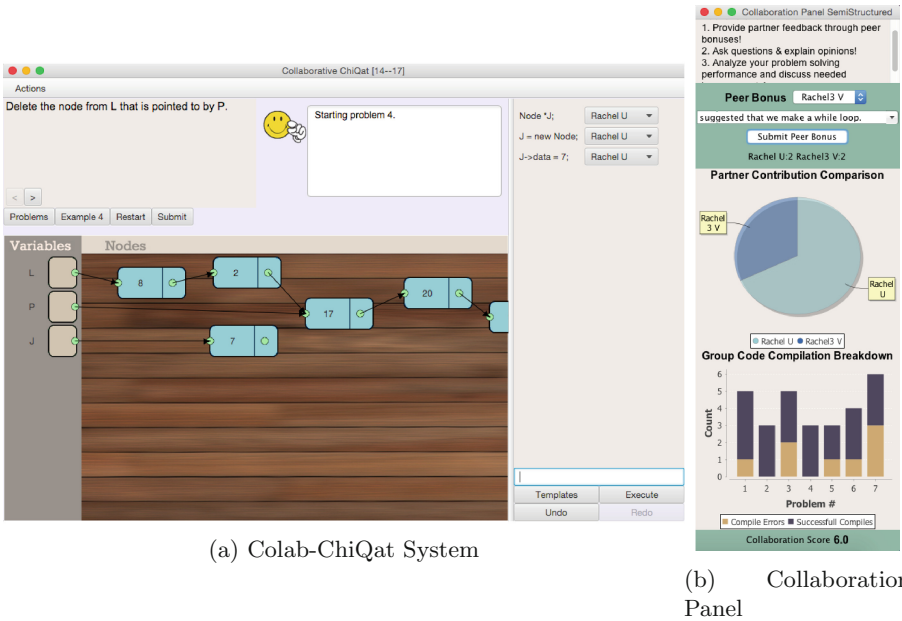 Collaborative ChiQat [14--17]
Actions
Delete the node from L that is pointed to by P.
< >
Starting problem 4.
Problems Example 4 Restart Submit
Node *J; Rachel U
J = new Node; Rachel U
J->data = 7; Rachel U
Variables Nodes
L 8 2
P 17 20
J 7
Templates Execute
Undo Redo
(a) Colab-ChiQat System
Collaboration Panel SemiStructured
1. Provide partner feedback through peer
bonuses!
2. Ask questions & explain opinions!
3. Analyze your problem solving
performance and discuss needed
Peer Bonus Rachel3 V
suggested that we make a while loop.
Submit Peer Bonus
Rachel U:2 Rachel3 V:2
Partner Contribution Comparison
Rachel
3 V
Rachel
U
Rachel U Rachel3 V
Group Code Compilation Breakdown
Count
6
5
4
3
2
1
0
1 2 3 4 5 6 7
Problem #
Compile Errors Successfull Compiles
Collaboration Score 6.0
(b) Collaboration
Panel